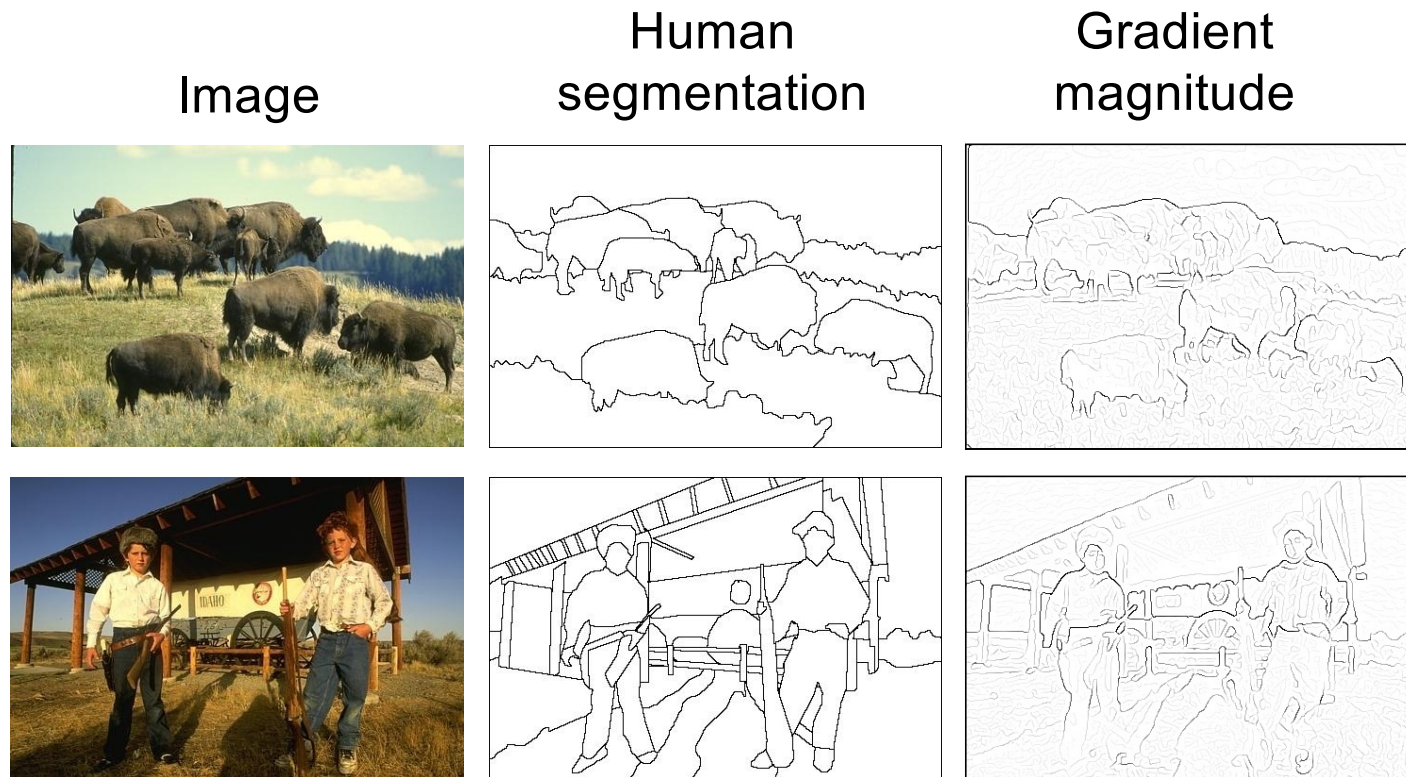 Image
Human
segmentation
Gradient
magnitude
IDAHO